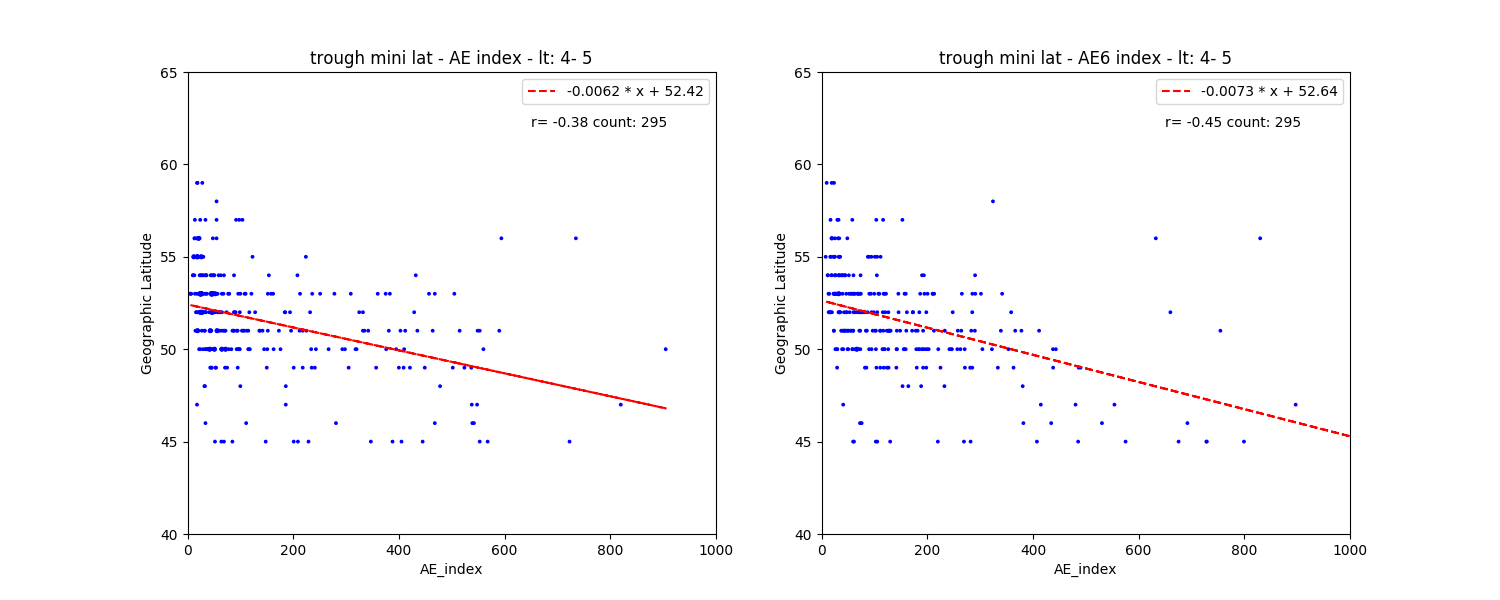 trough mini lat - AE index - lt: 4- 5
65
60
55
50
45
40
Geographic Latitude
-0.0062 * x + 52.42
r= -0.38 count: 295
0
200
400
600
800
1000
AE_index
trough mini lat - AE6 index - lt: 4- 5
65
60
55
50
45
40
Geographic Latitude
-0.0073 * x + 52.64
r= -0.45 count: 295
0
200
400
600
800
1000
AE_index